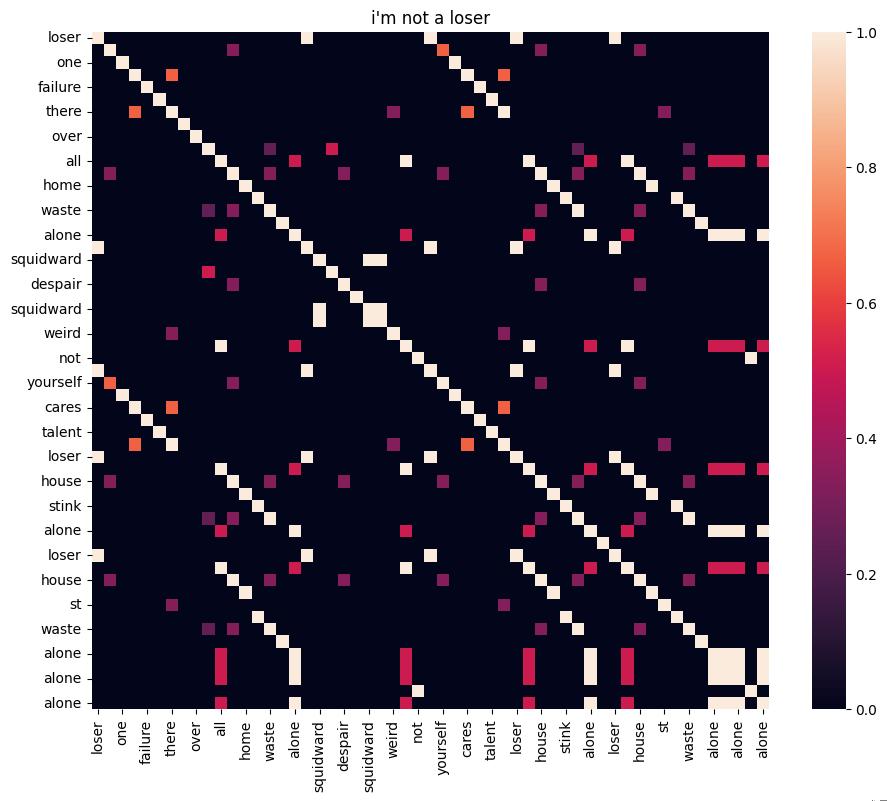 i'm not a loser
loser
one
failure
there
over
all
home
waste
alone
squidward
despair
squidward
weird
not
yourself
cares
talent
loser
house
stink
alone
loser
house
st
waste
alone
alone
alone
1.0
0.8
0.6
0.4
0.2
0.0
loser
one
failure
there
over
all
home
waste
alone
squidward
despair
squidward
weird
not
yourself
cares
talent
loser
house
stink
alone
loser
house
st
waste
alone
alone
alone